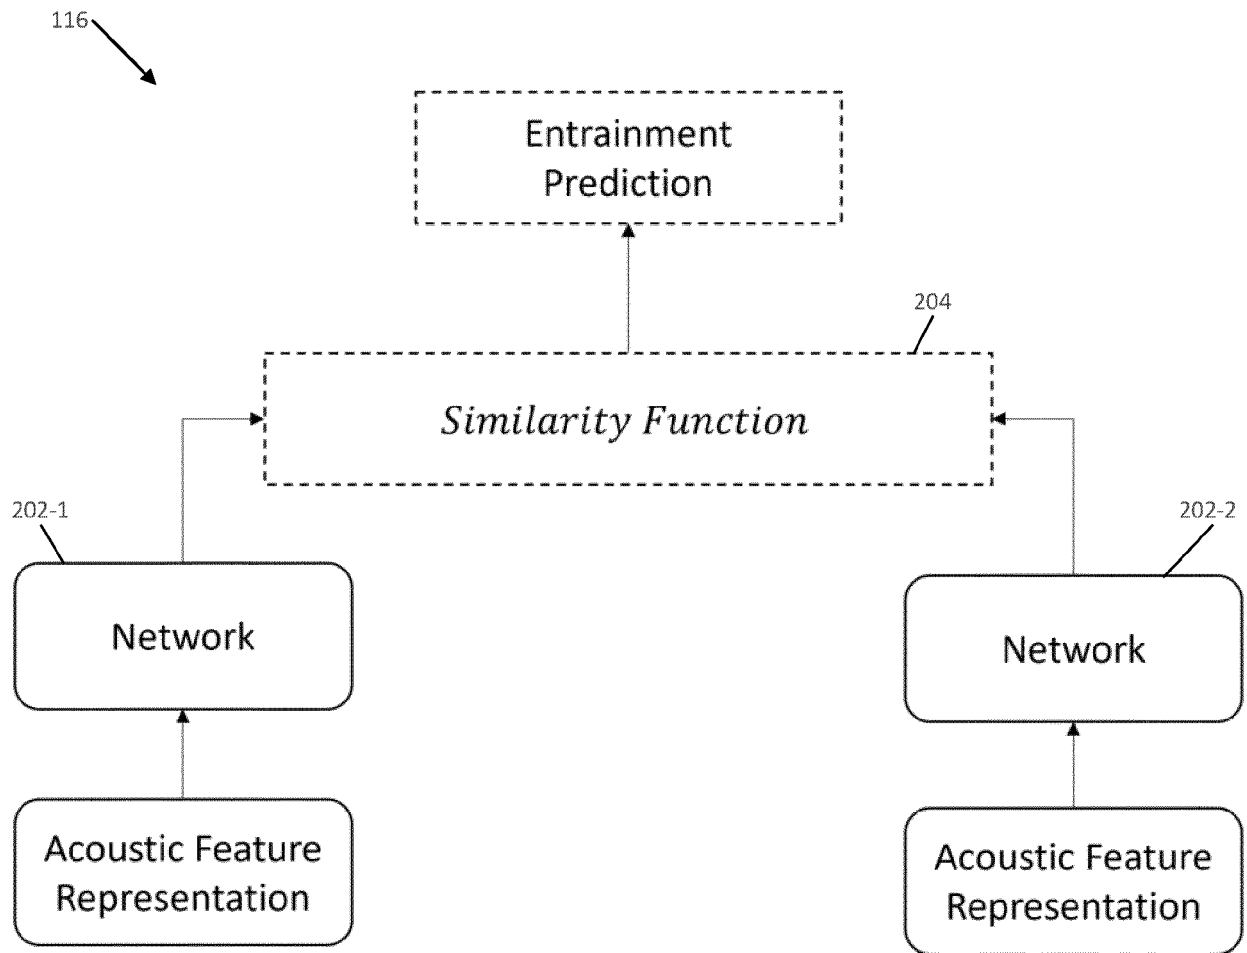 116
Entrainment
Prediction
204
Similarity Function
202-1
202-2
Network
Network
Acoustic Feature
Representation
Acoustic Feature
Representation